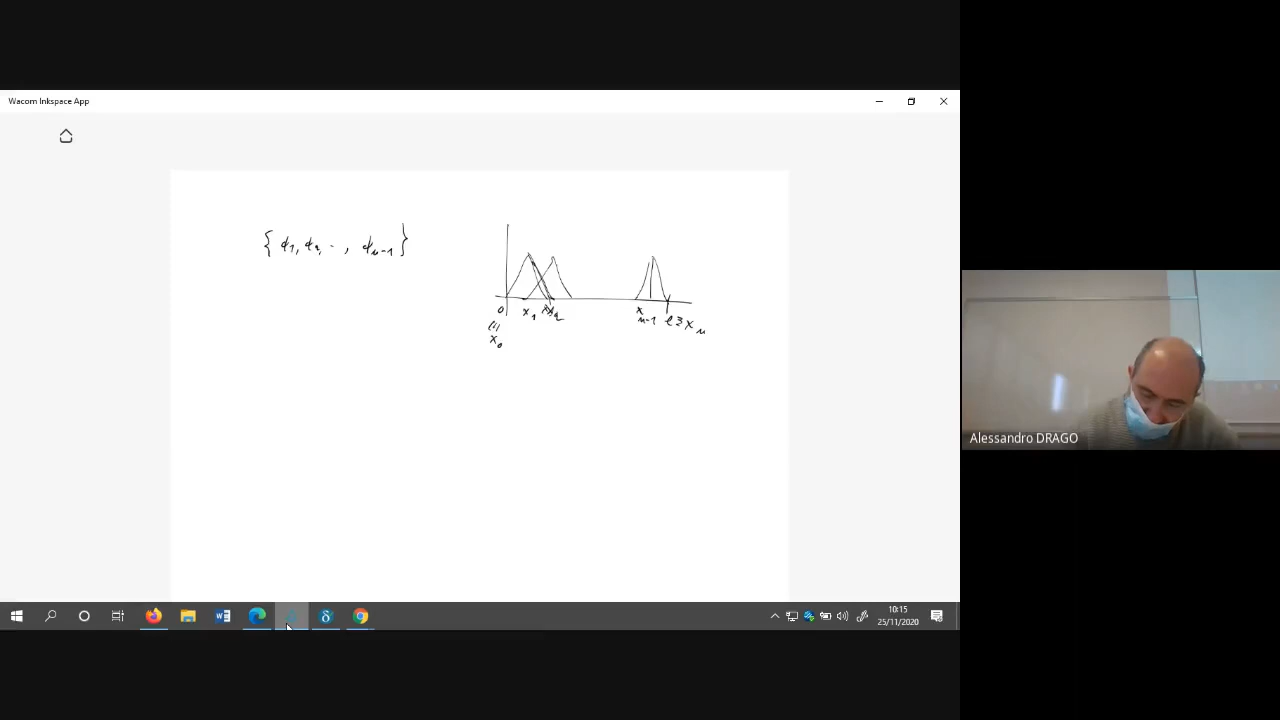 Wacom Inkspace App
{ φ1, φ2, .. , φn-1 }
0 x1 x2 xn-1 ℓ ≡ xn
x0
Alessandro DRAGO
W δ 10:15
25/11/2020